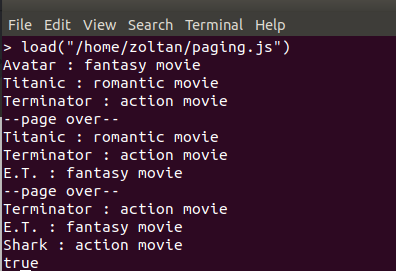 File Edit View Search Terminal Help
> load("/home/zoltan/paging.js")
Avatar : fantasy movie
Titanic : romantic movie
Terminator : action movie
--page over--
Titanic : romantic movie
Terminator : action movie
E.T. : fantasy movie
--page over--
Terminator : action movie
E.T. : fantasy movie
Shark : action movie
true